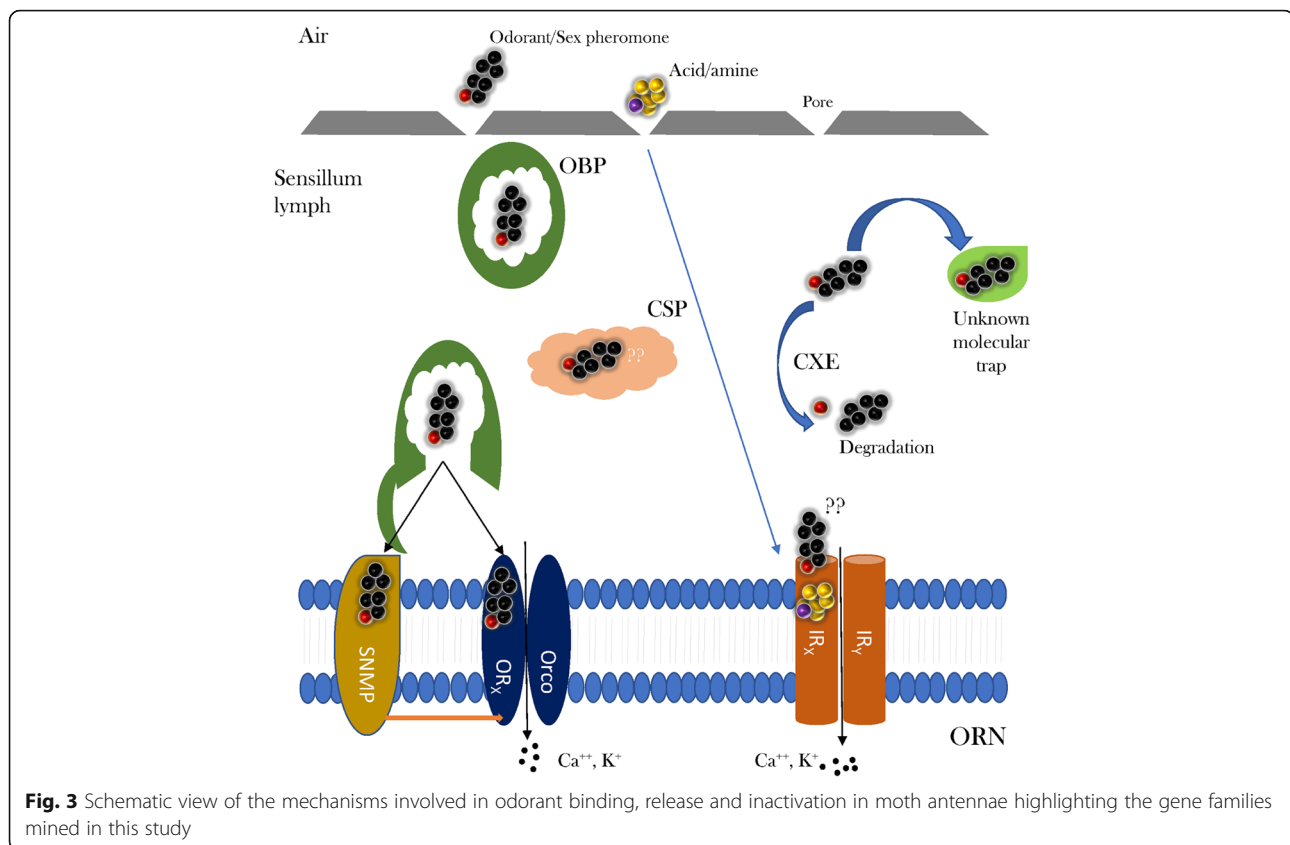 Air
Odorant/Sex pheromone
Acid/amine
Pore
Sensillum
lymph
OBP
CSP
??
CXE
Unknown
molecular
trap
Degradation
??
SNMP
ORX
Orco
IRX
IRY
ORN
Ca++, K+
Ca++, K+
Fig. 3 Schematic view of the mechanisms involved in odorant binding, release and inactivation in moth antennae highlighting the gene families
mined in this study